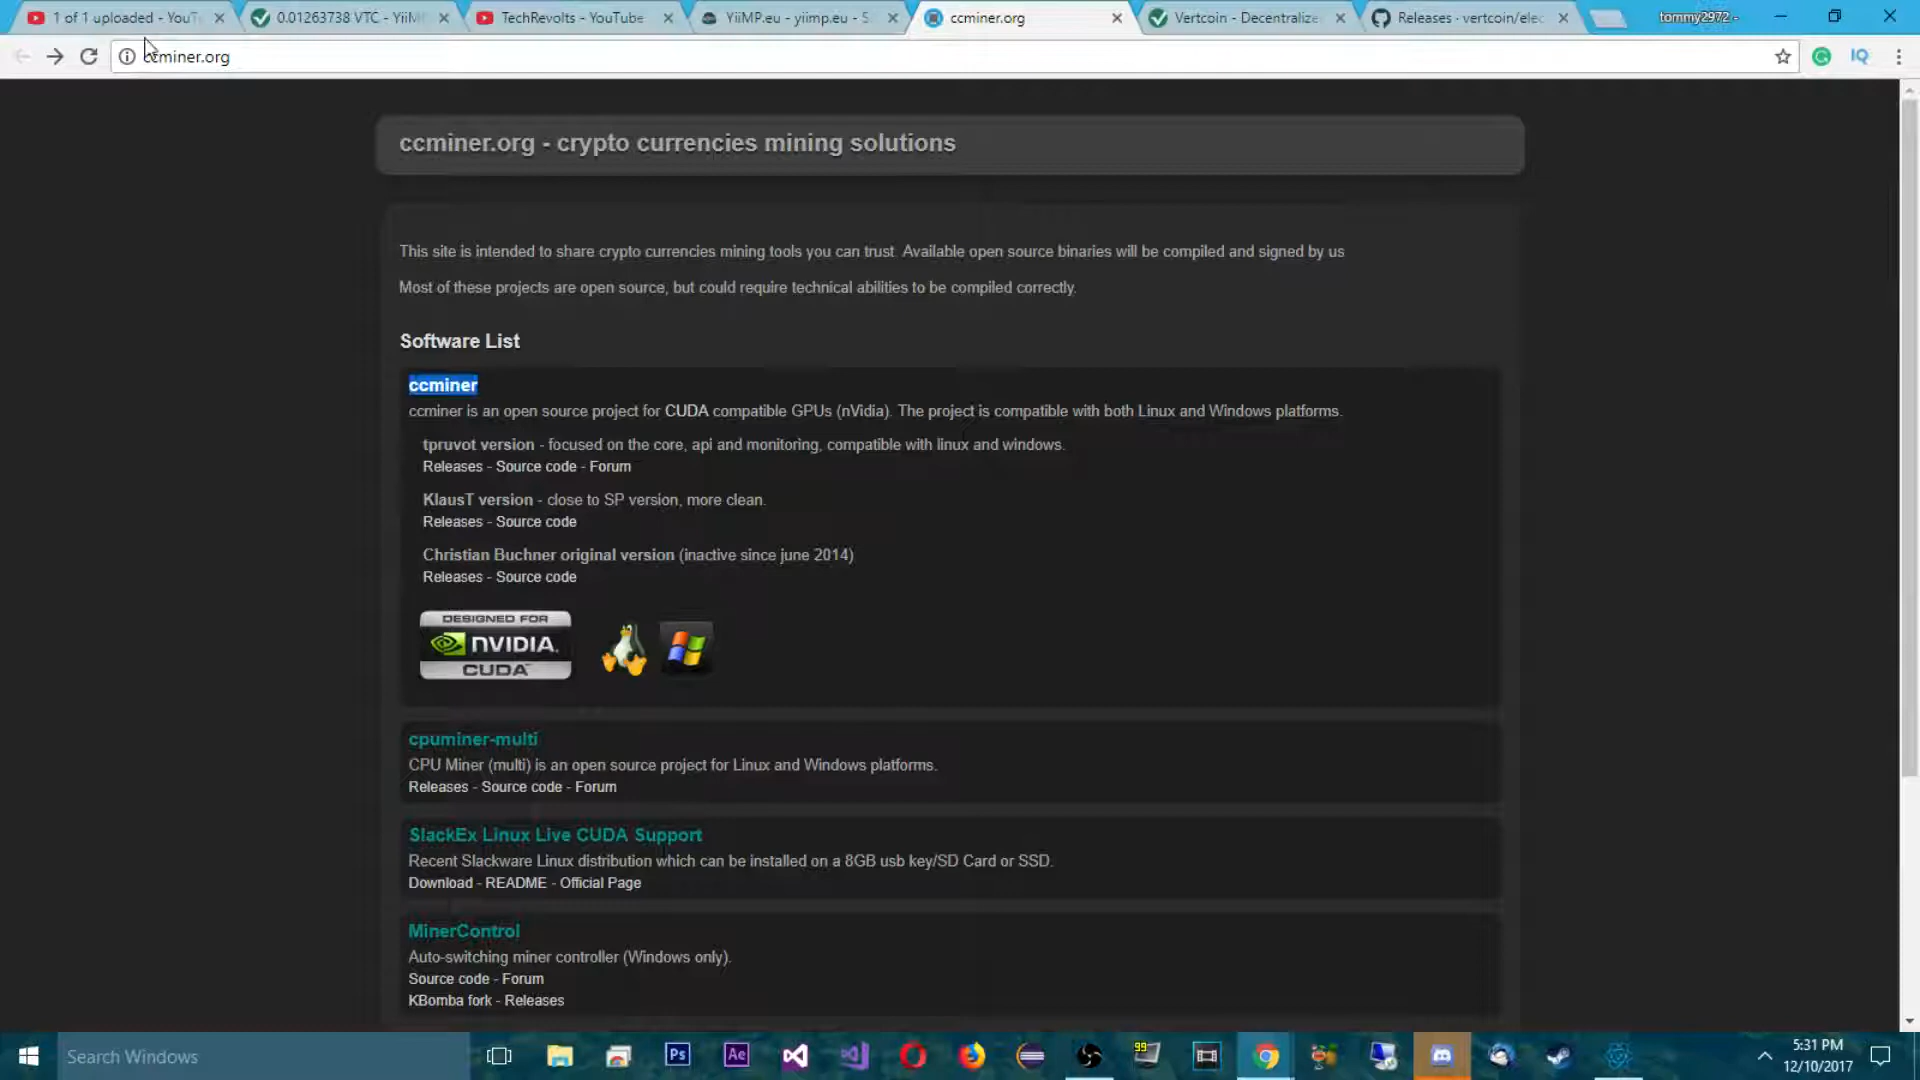 1 of 1 uploaded - YouT
0.01263738 VTC - YiiM
TechRevolts - YouTube
YiiMP.eu - yiimp.eu - S
ccminer.org
Vertcoin - Decentralize
Releases · vertcoin/elec
tommy2972 -
ccminer.org
IQ
ccminer.org - crypto currencies mining solutions
This site is intended to share crypto currencies mining tools you can trust. Available open source binaries will be compiled and signed by us
Most of these projects are open source, but could require technical abilities to be compiled correctly.
Software List
ccminer
ccminer is an open source project for CUDA compatible GPUs (nVidia). The project is compatible with both Linux and Windows platforms.
tpruvot version - focused on the core, api and monitoring, compatible with linux and windows.
Releases - Source code - Forum
KlausT version - close to SP version, more clean.
Releases - Source code
Christian Buchner original version (inactive since june 2014)
Releases - Source code
DESIGNED FOR
NVIDIA.
CUDA™
cpuminer-multi
CPU Miner (multi) is an open source project for Linux and Windows platforms.
Releases - Source code - Forum
SlackEx Linux Live CUDA Support
Recent Slackware Linux distribution which can be installed on a 8GB usb key/SD Card or SSD.
Download - README - Official Page
MinerControl
Auto-switching miner controller (Windows only).
Source code - Forum
KBomba fork - Releases
Search Windows
Ps
Ae
99
5:31 PM
12/10/2017